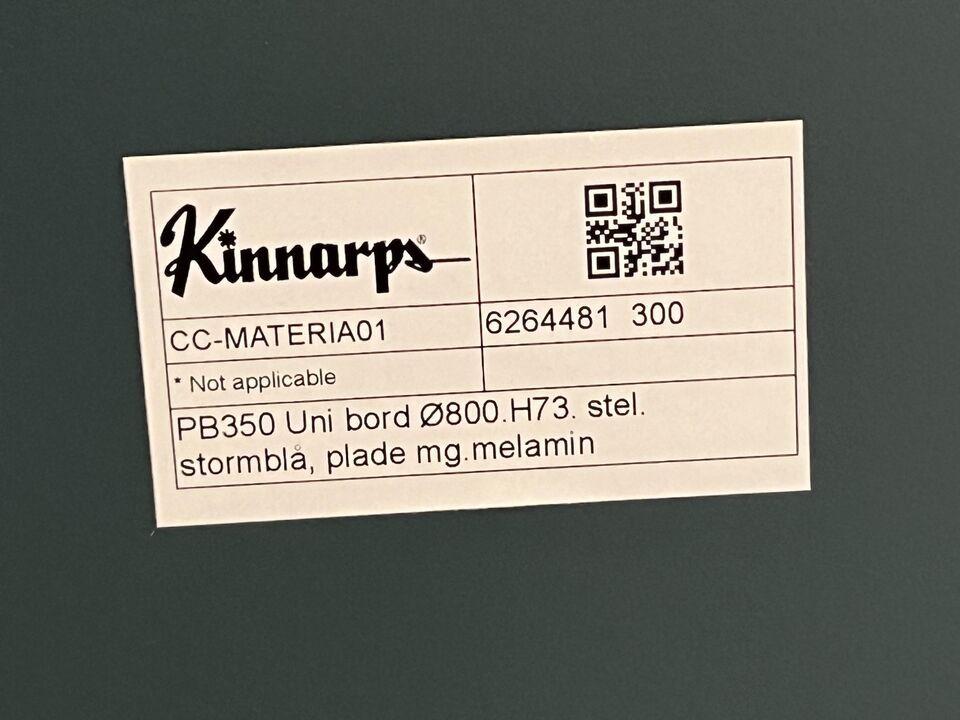 Kinnarps®
CC-MATERIA01
6264481 300
* Not applicable
PB350 Uni bord Ø800.H73. stel.
stormblå, plade mg.melamin